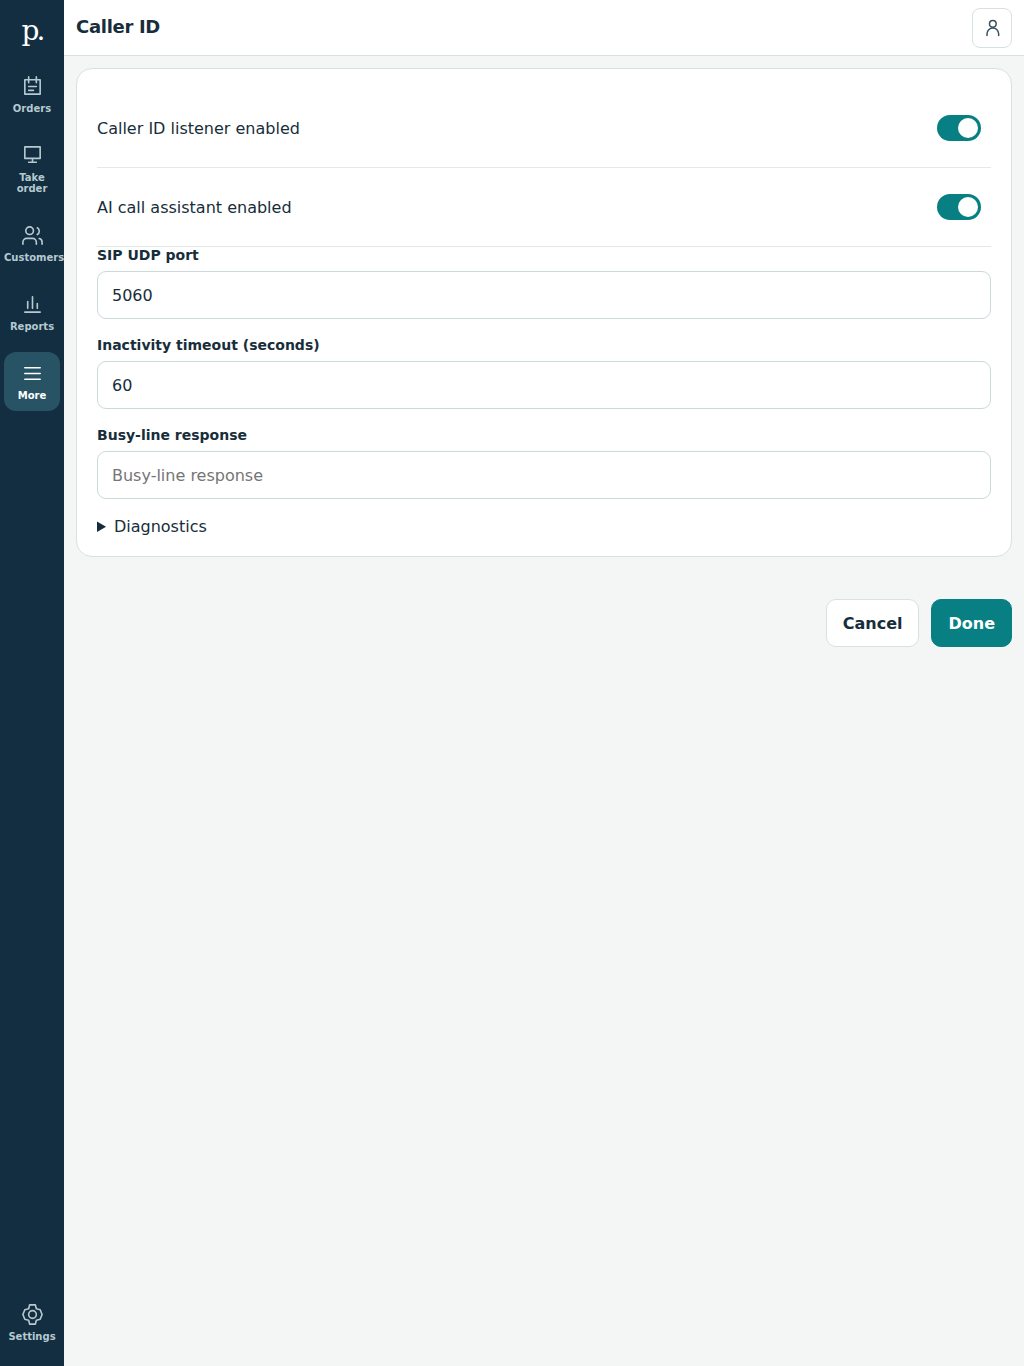 p.
Caller ID
Orders
Take
order
Customers
Reports
More
Caller ID listener enabled
AI call assistant enabled
SIP UDP port
5060
Inactivity timeout (seconds)
60
Busy-line response
Busy-line response
Diagnostics
Cancel
Done
Settings